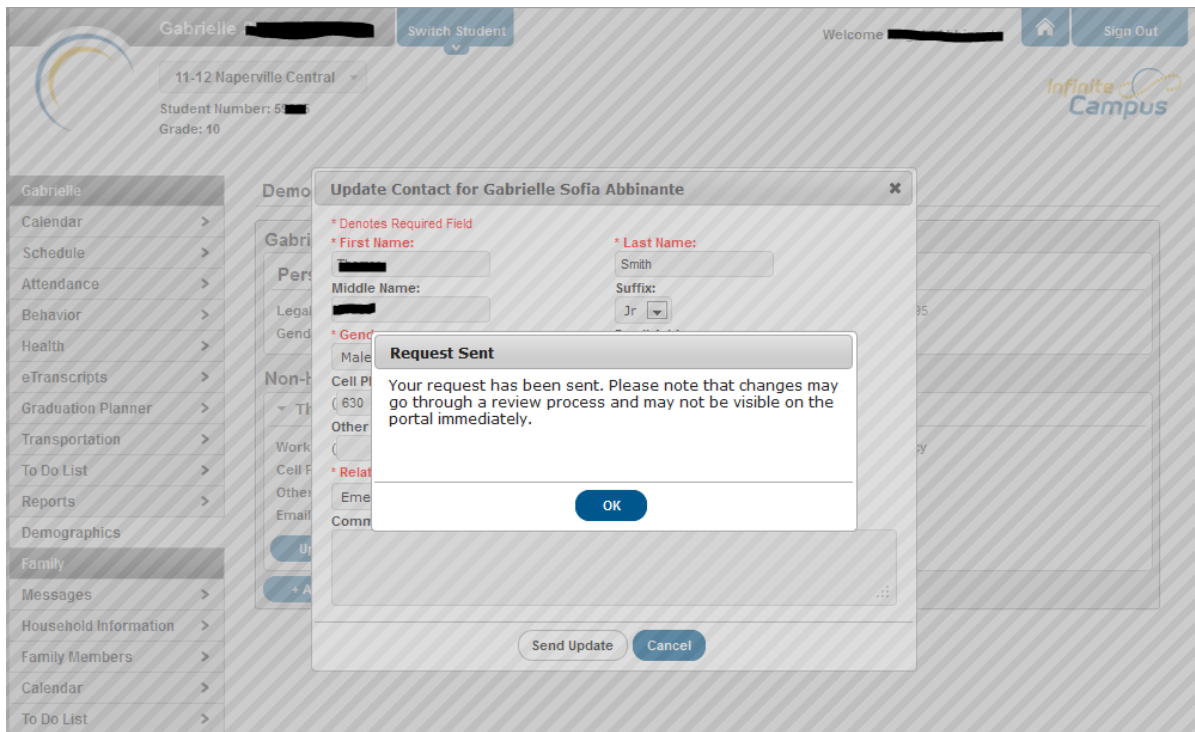 Gabrielle
Switch Student
Welcome
Sign Out
11-12 Naperville Central
Student Number: 5
Grade: 10
Infinite
Campus
Gabrielle
Calendar
Schedule
Attendance
Behavior
Health
eTranscripts
Graduation Planner
Transportation
To Do List
Reports
Demographics
Family
Messages
Household Information
Family Members
Calendar
To Do List
Demo
Gabri
Pers
Legal
Gend
Non-H
Th
Work
Cell P
Other
Email
Up
+ A
Update Contact for Gabrielle Sofia Abbinante
* Denotes Required Field
* First Name:
* Last Name:
Smith
Middle Name:
Suffix:
Jr
* Gend
Male
Cell Pl
( 630
Other
(
* Relat
Eme
Comm
Request Sent
Your request has been sent. Please note that changes may
go through a review process and may not be visible on the
portal immediately.
OK
Send Update
Cancel